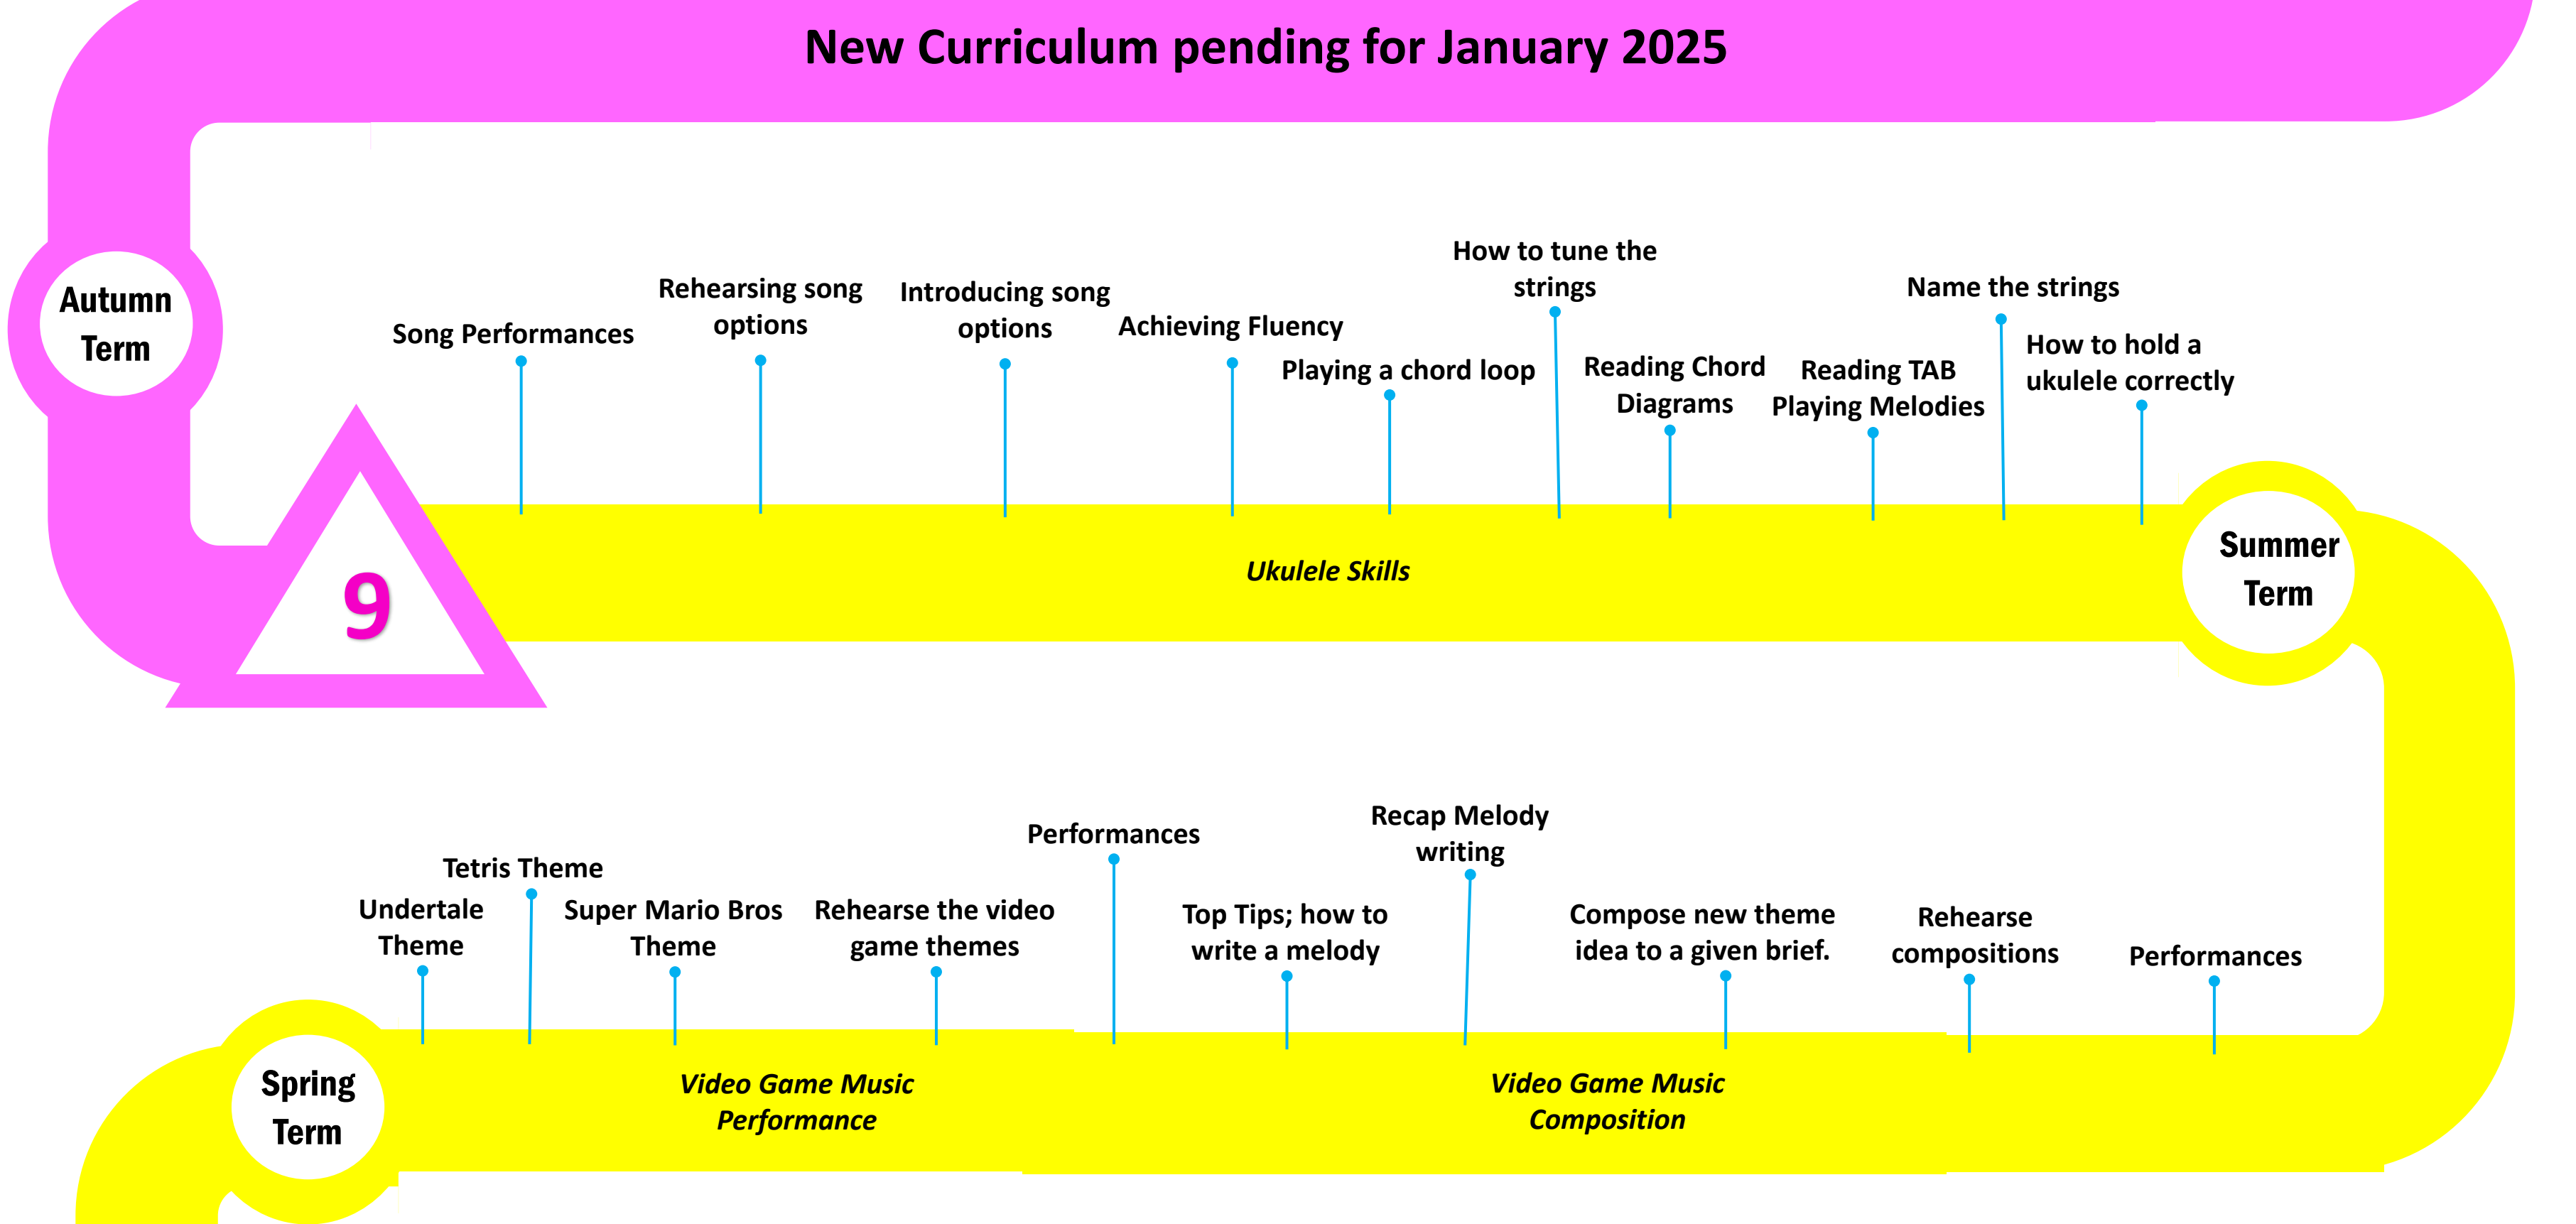 New Curriculum pending for January 2025
Autumn
Term
Song Performances
Rehearsing song
options
Introducing song
options
Achieving Fluency
Playing a chord loop
How to tune the
strings
Reading Chord
Diagrams
Reading TAB
Playing Melodies
Name the strings
How to hold a
ukulele correctly
9
Ukulele Skills
Summer
Term
Undertale
Theme
Tetris Theme
Super Mario Bros
Theme
Rehearse the video
game themes
Performances
Top Tips; how to
write a melody
Recap Melody
writing
Compose new theme
idea to a given brief.
Rehearse
compositions
Performances
Spring
Term
Video Game Music
Performance
Video Game Music
Composition